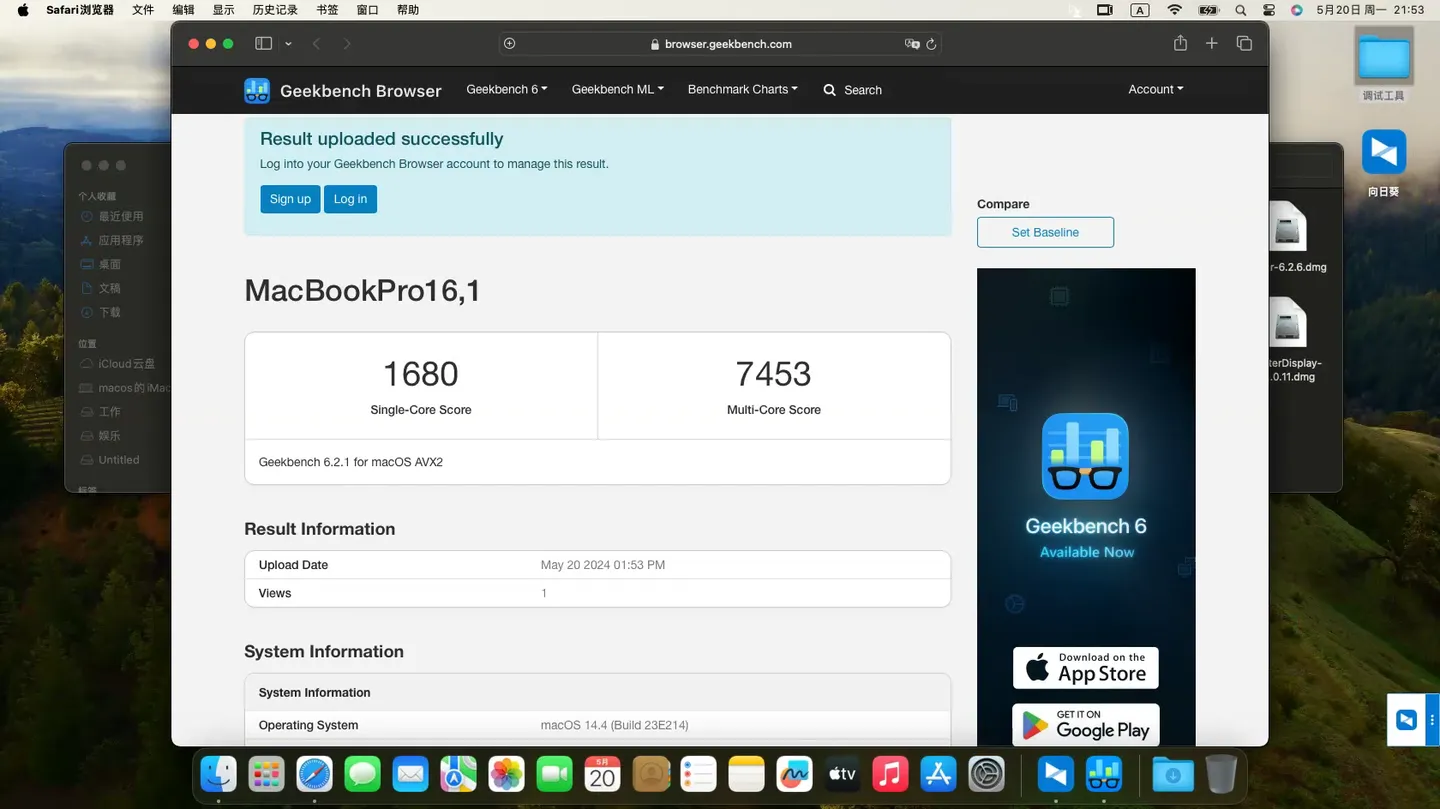 Safari浏览器 文件 编辑 显示 历史记录 书签 窗口 帮助
A
5月20日 周一 21:53
browser.geekbench.com
Geekbench Browser
Geekbench 6
Geekbench ML
Benchmark Charts
Search
Account
调试工具
向日葵
Result uploaded successfully
Log into your Geekbench Browser account to manage this result.
Sign up
Log in
Compare
Set Baseline
个人收藏
最近使用
应用程序
桌面
文稿
下载
位置
iCloud云盘
macos的iMac
工作
娱乐
Untitled
标签
r-6.2.6.dmg
terDisplay-
.0.11.dmg
MacBookPro16,1
1680
Single-Core Score
7453
Multi-Core Score
Geekbench 6.2.1 for macOS AVX2
Result Information
Upload Date May 20 2024 01:53 PM
Views 1
System Information
System Information
Operating System macOS 14.4 (Build 23E214)
Geekbench 6
Available Now
Download on the
App Store
GET IT ON
Google Play
5月
20
tv